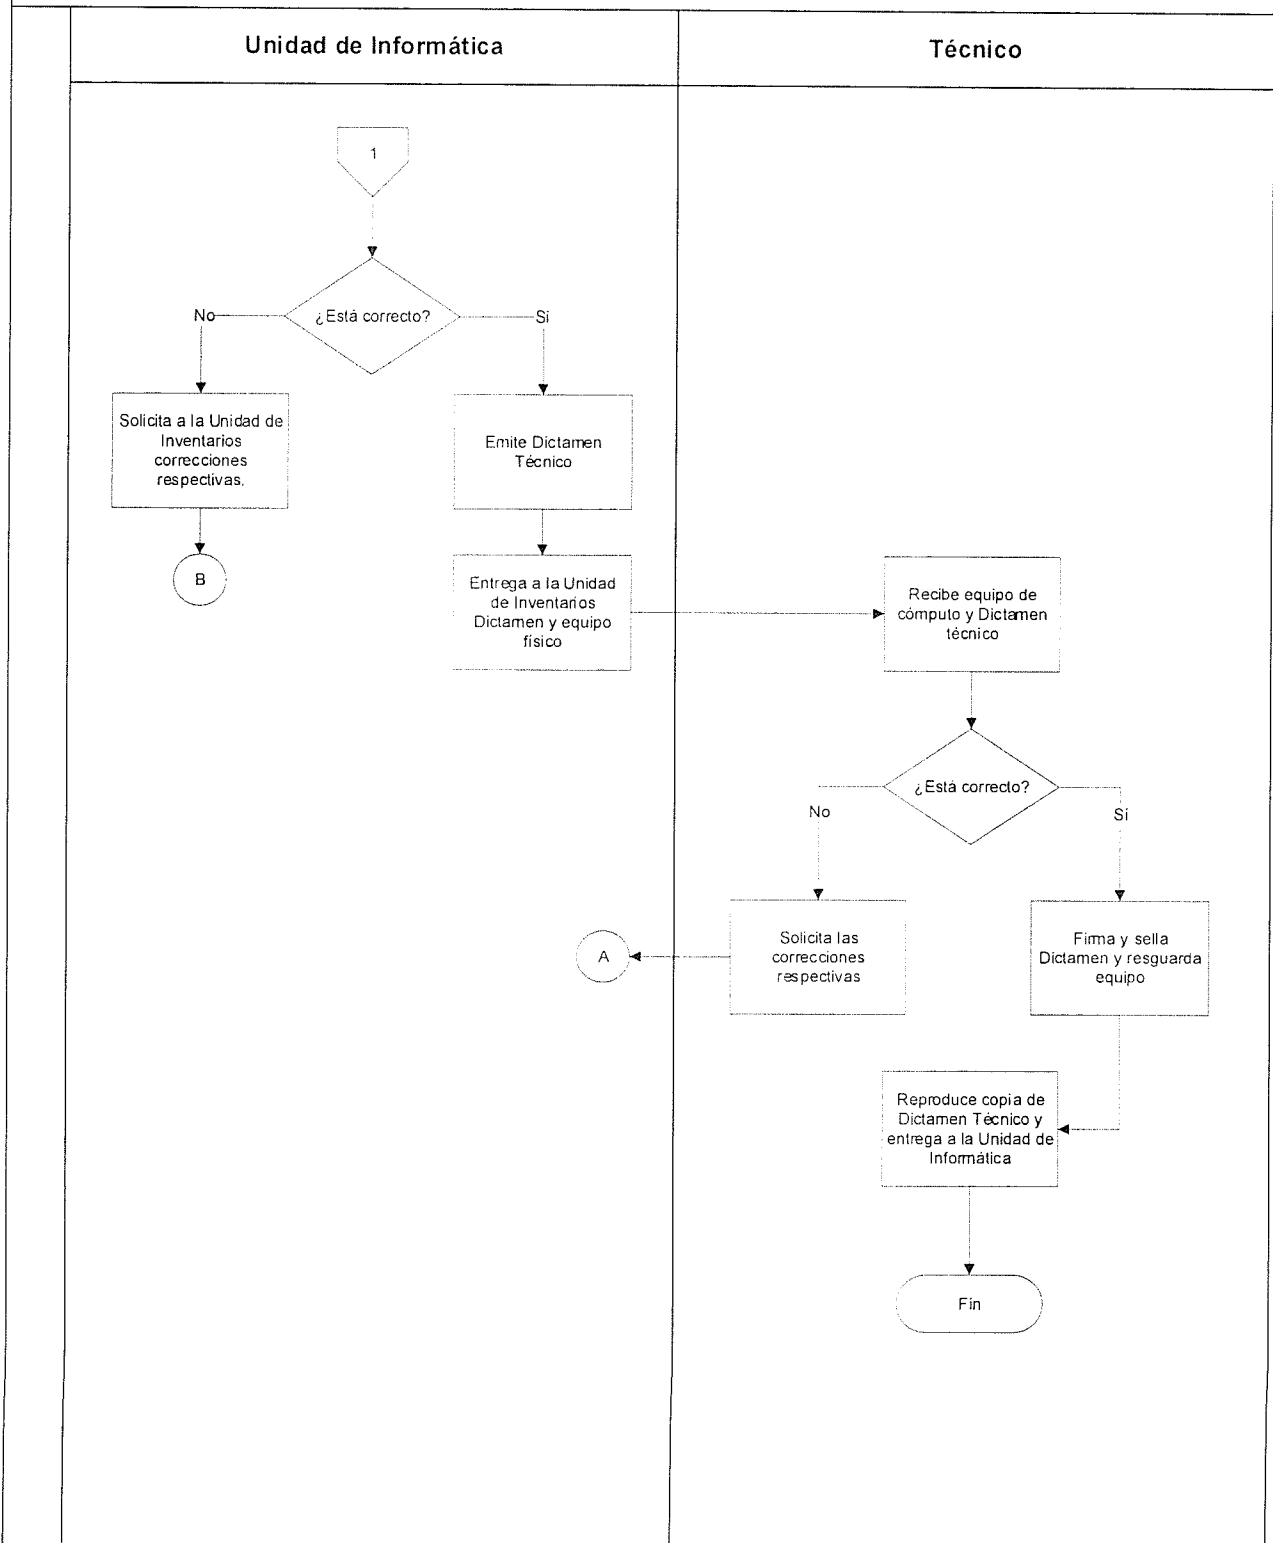 Unidad de Informática
Técnico
1
¿Está correcto?
No
Sí
Solicita a la Unidad de
Inventarios
correcciones
respectivas.
Emite Dictamen
Técnico
B
Entrega a la Unidad
de Inventarios
Dictamen y equipo
físico
Recibe equipo de
cómputo y Dictamen
técnico
¿Está correcto?
No
Sí
A
Solicita las
correcciones
respectivas
Firma y sella
Dictamen y resguarda
equipo
Reproduce copia de
Dictamen Técnico y
entrega a la Unidad de
Informática
Fin